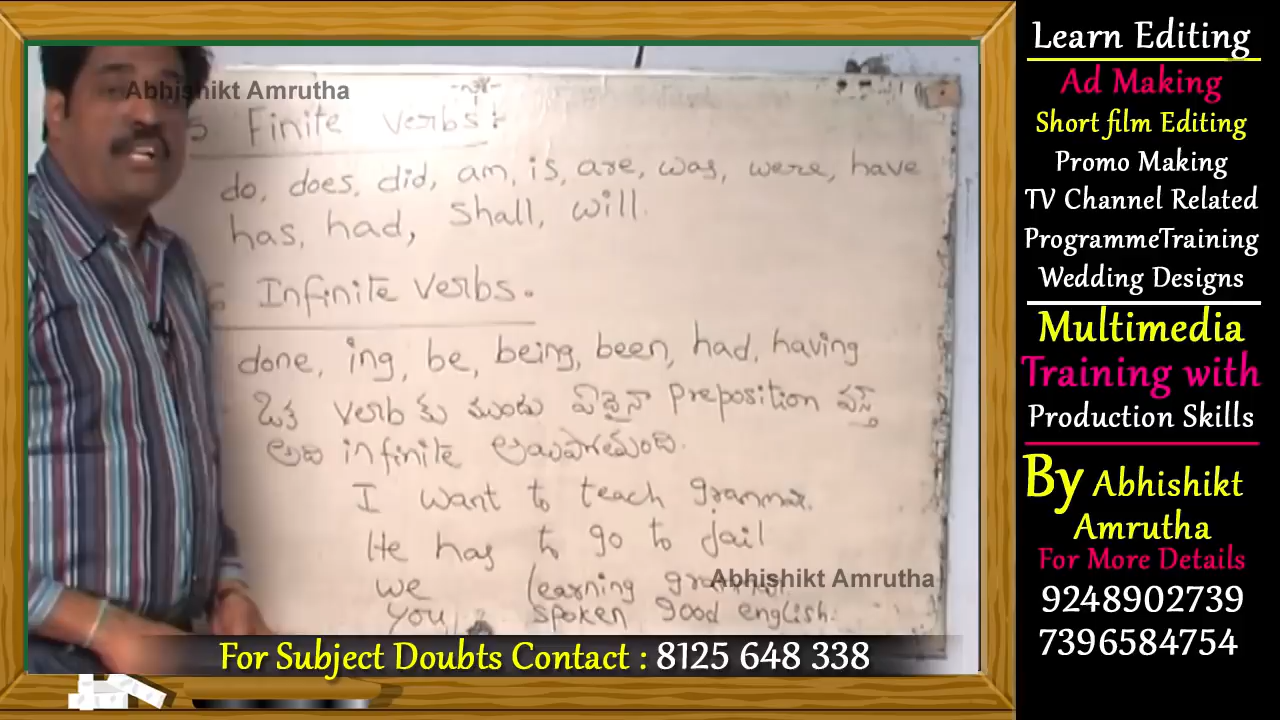 Abhishikt Amrutha
5 Finite verbs:
do, does, did, am, is, are, was, were, have
has, had, shall, will.
6 Infinite verbs.
done, ing, be, being, been, had, having
ఒక verb కు ముందు ఏదైనా preposition వస్తే
అది infinite అయిపోతుంది.
I want to teach grammar.
He has to go to jail
Abhishikt Amrutha
we learning
you spoken good english.
For Subject Doubts Contact : 8125 648 338
Learn Editing
Ad Making
Short film Editing
Promo Making
TV Channel Related
ProgrammeTraining
Wedding Designs
Multimedia
Training with
Production Skills
By Abhishikt
Amrutha
For More Details
9248902739
7396584754